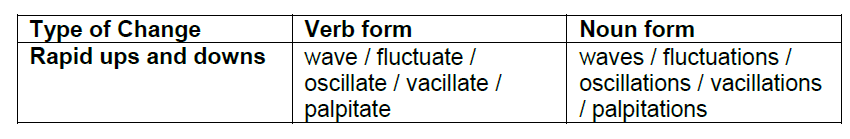 Type of Change Verb form Noun form
Rapid ups and downs wave / fluctuate / waves / fluctuations /
oscillate / vacillate / oscillations / vacillations
palpitate / palpitations